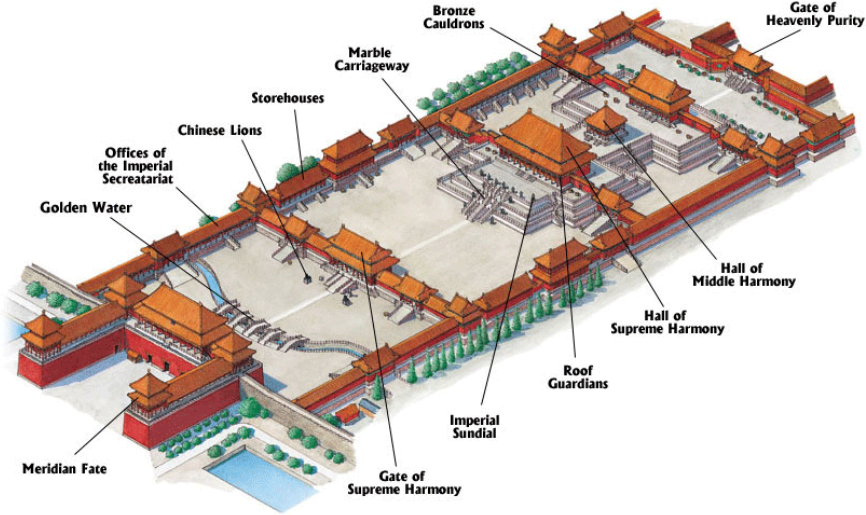 Bronze
Cauldrons
Gate of
Heavenly Purity
Marble
Carriageway
Storehouses
Chinese Lions
Offices of
the Imperial
Secreatariat
Golden Water
Hall of
Middle Harmony
Hall of
Supreme Harmony
Roof
Guardians
Imperial
Sundial
Meridian Fate
Gate of
Supreme Harmony